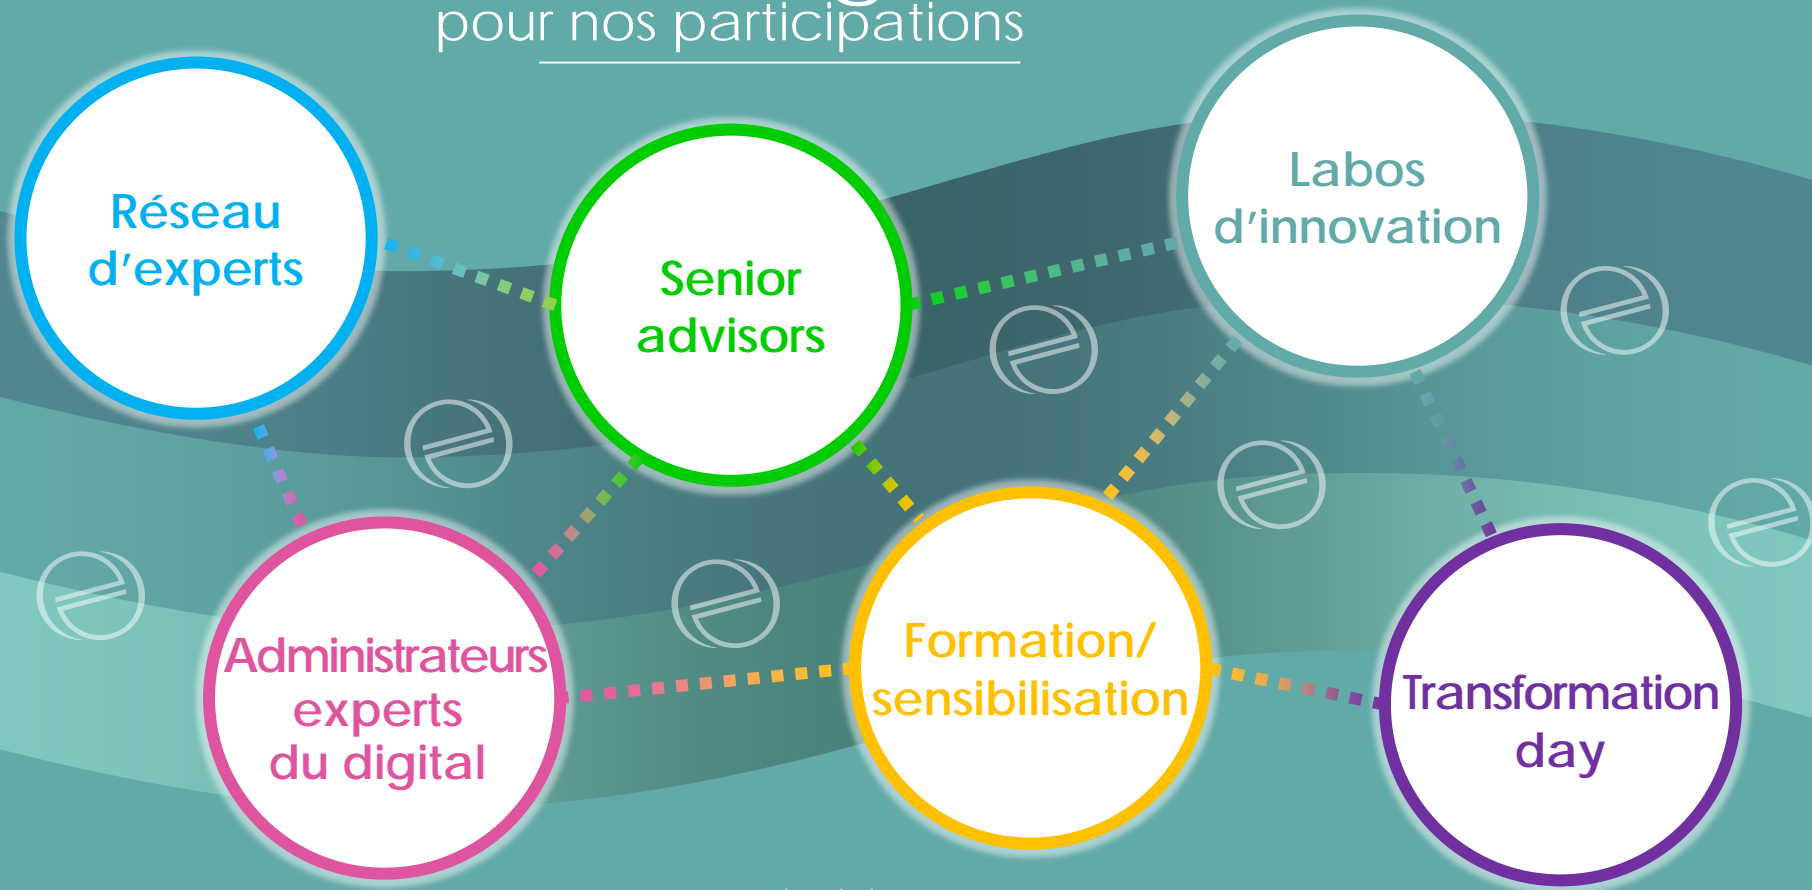 pour nos participations
Réseau
d'experts
Senior
advisors
Labos
d'innovation
Administrateurs
experts
du digital
Formation/
sensibilisation
Transformation
day